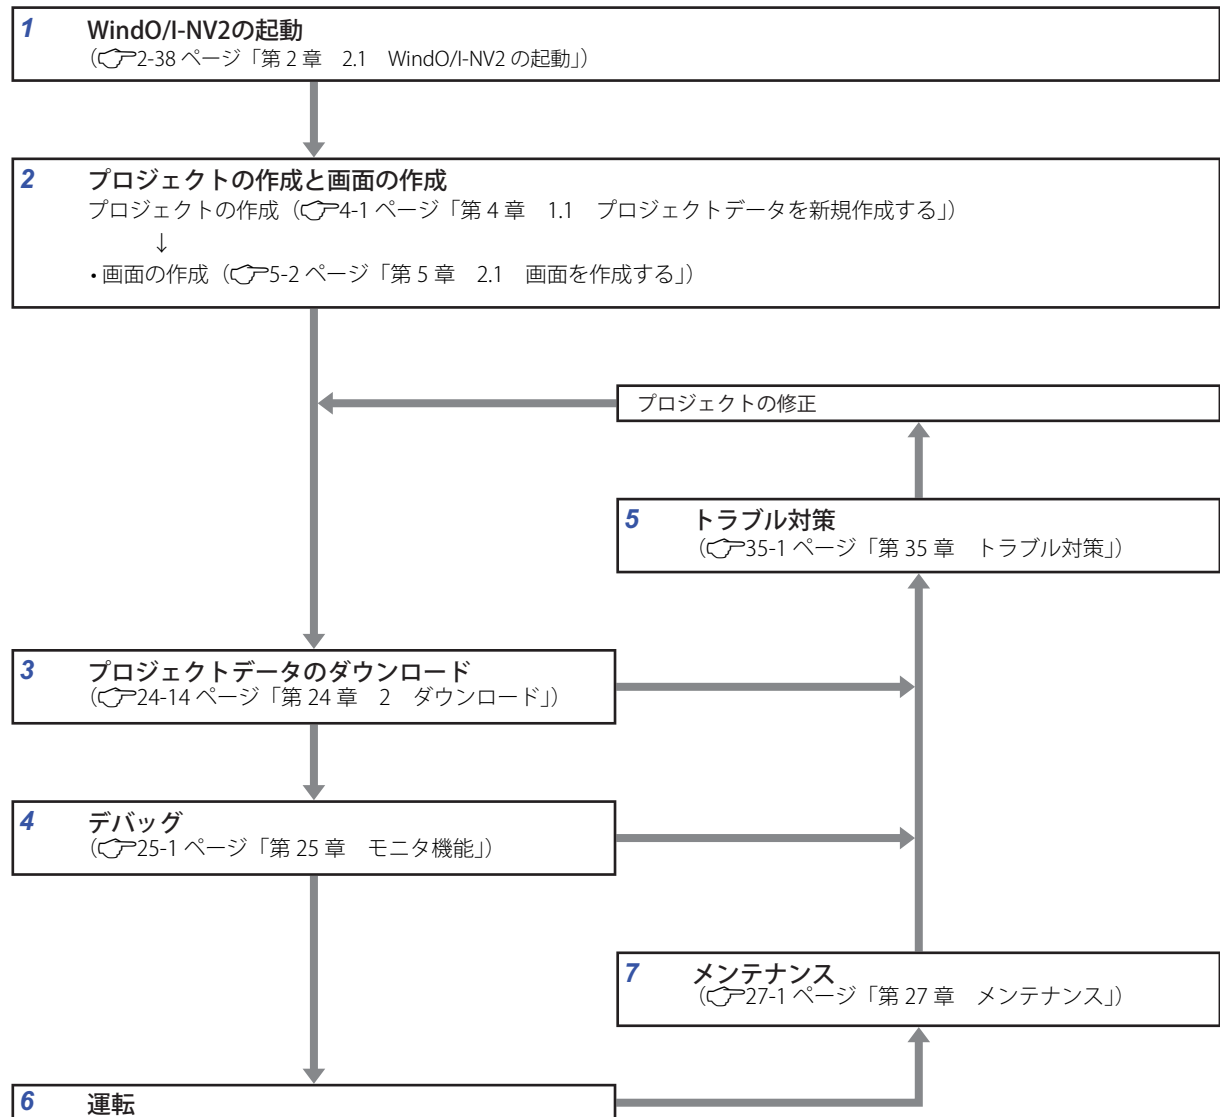 1 WindO/I-NV2の起動
（2-38 ページ「第 2 章　2.1　WindO/I-NV2 の起動」）
2 プロジェクトの作成と画面の作成
プロジェクトの作成（4-1 ページ「第 4 章　1.1　プロジェクトデータを新規作成する」）
↓
・画面の作成（5-2 ページ「第 5 章　2.1　画面を作成する」）
プロジェクトの修正
5 トラブル対策
（35-1 ページ「第 35 章　トラブル対策」）
3 プロジェクトデータのダウンロード
（24-14 ページ「第 24 章　2　ダウンロード」）
4 デバッグ
（25-1 ページ「第 25 章　モニタ機能」）
7 メンテナンス
（27-1 ページ「第 27 章　メンテナンス」）
6 運転